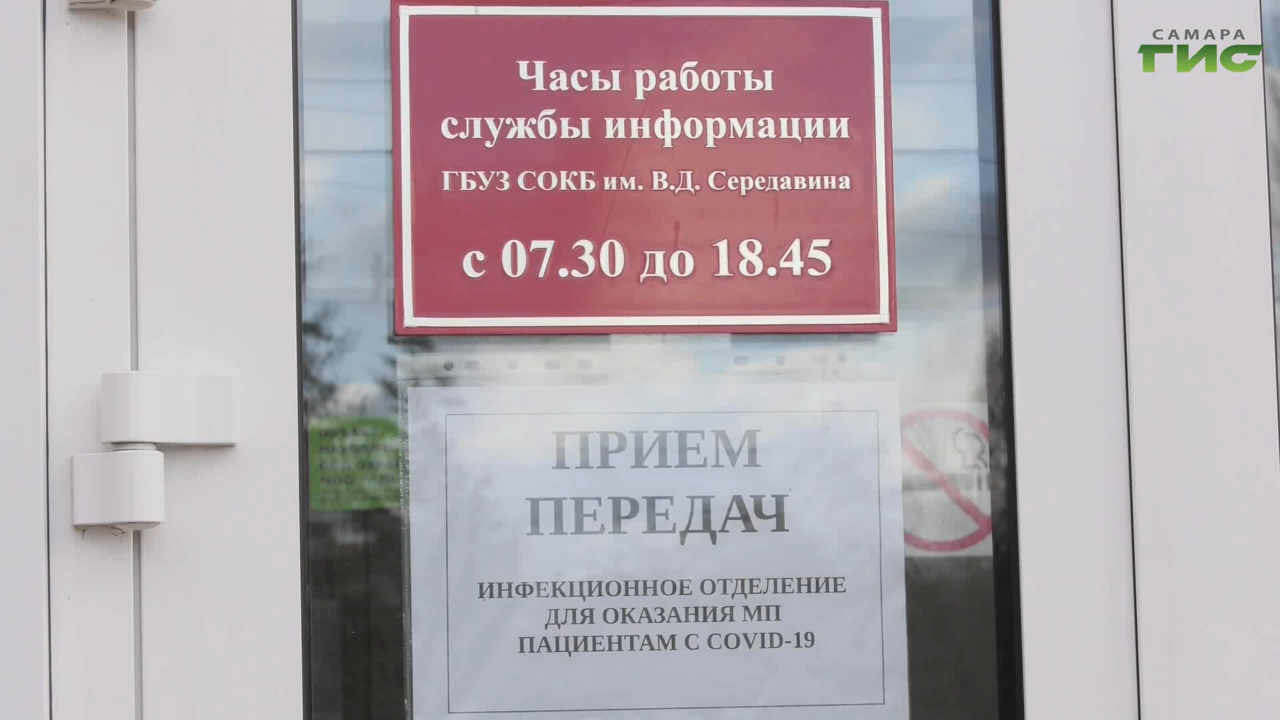 САМАРА
ГИС
Часы работы
службы информации
ГБУЗ СОКБ им. В.Д. Середавина
с 07.30 до 18.45
ПРИЕМ
ПЕРЕДАЧ
ИНФЕКЦИОННОЕ ОТДЕЛЕНИЕ
ДЛЯ ОКАЗАНИЯ МП
ПАЦИЕНТАМ С COVID-19